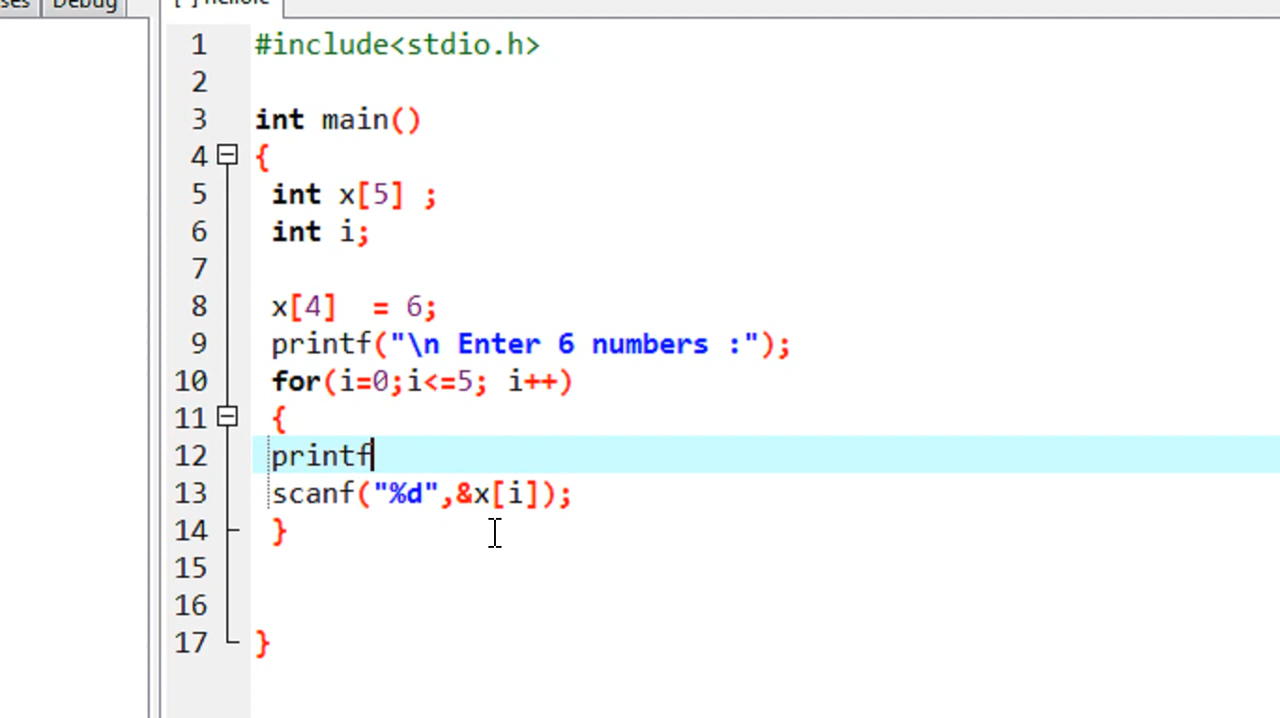 Debug
1 #include<stdio.h>
2
3 int main()
4 {
5 int x[5] ;
6 int i;
7
8 x[4]  = 6;
9 printf("\n Enter 6 numbers :");
10 for(i=0;i<=5; i++)
11 {
12 printf
13 scanf("%d",&x[i]);
14 }
15
16
17 }